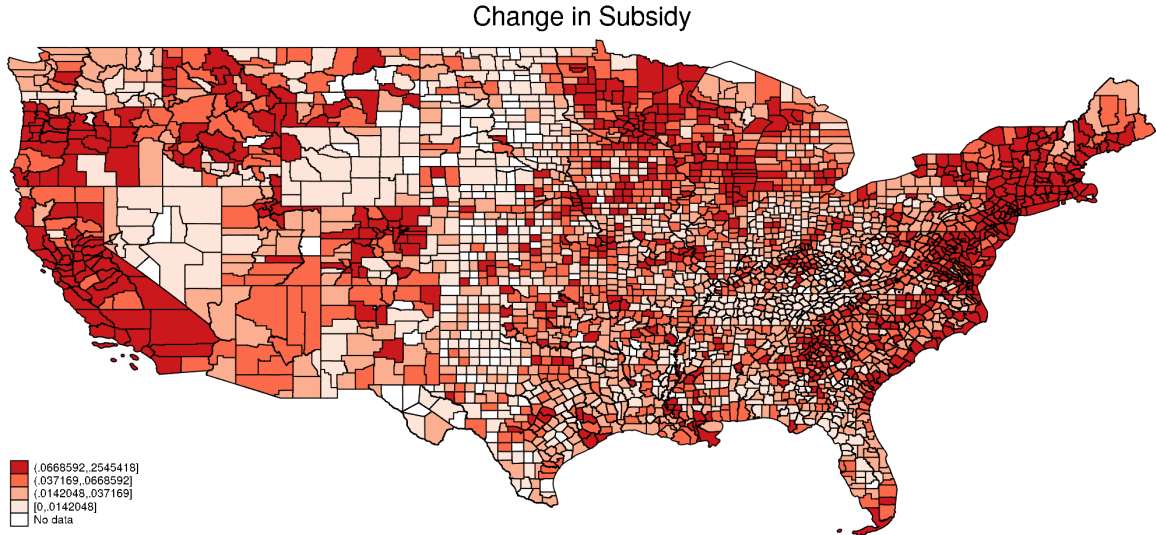 Change in Subsidy
(.0668592,.2545418]
(.037169,.0668592]
(.0142048,.037169]
[0,.0142048]
No data